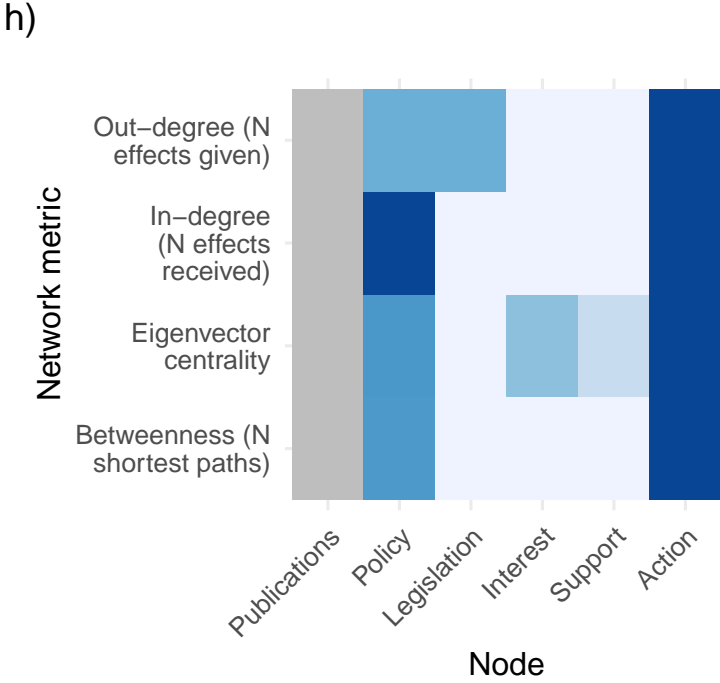 h)
Out−degree (N
effects given)
In−degree
(N effects
received)
Eigenvector
centrality
Betweenness (N
shortest paths)
Network metric
Publications
Policy
Legislation
Interest
Support
Action
Node